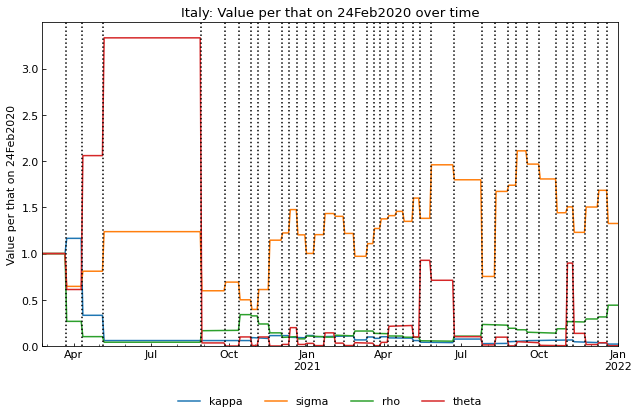 Italy: Value per that on 24Feb2020 over time
Value per that on 24Feb2020
3.0
2.5
2.0
1.5
1.0
0.5
0.0
Apr Jul Oct Jan Apr Jul Oct Jan
2021 2022
kappa sigma rho theta